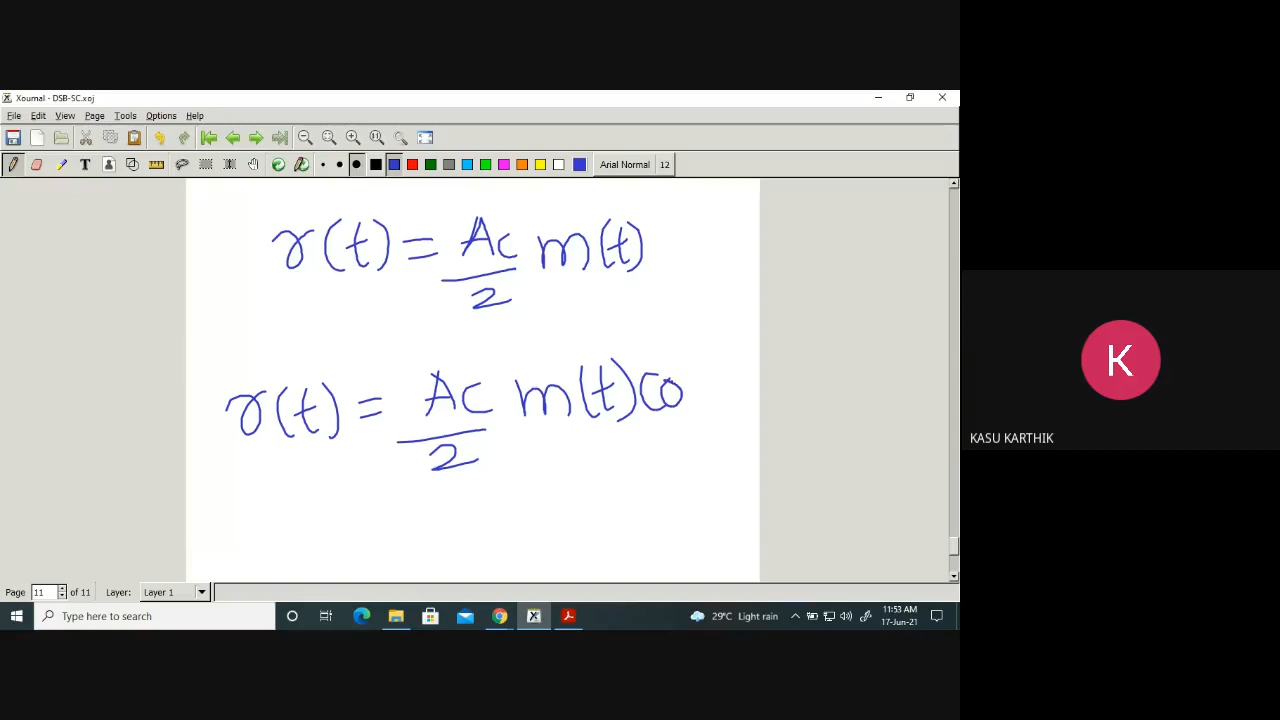 Xoumal - DSB-SC.xoj
File Edit View Page Tools Options Help
T Arial Normal 12
r(t) = Ac/2 m(t)
r(t) = Ac/2 m(t) Co
K
KASU KARTHIK
Page 11 of 11 Layer: Layer 1
Type here to search
29°C Light rain
11:53 AM
17-Jun-21